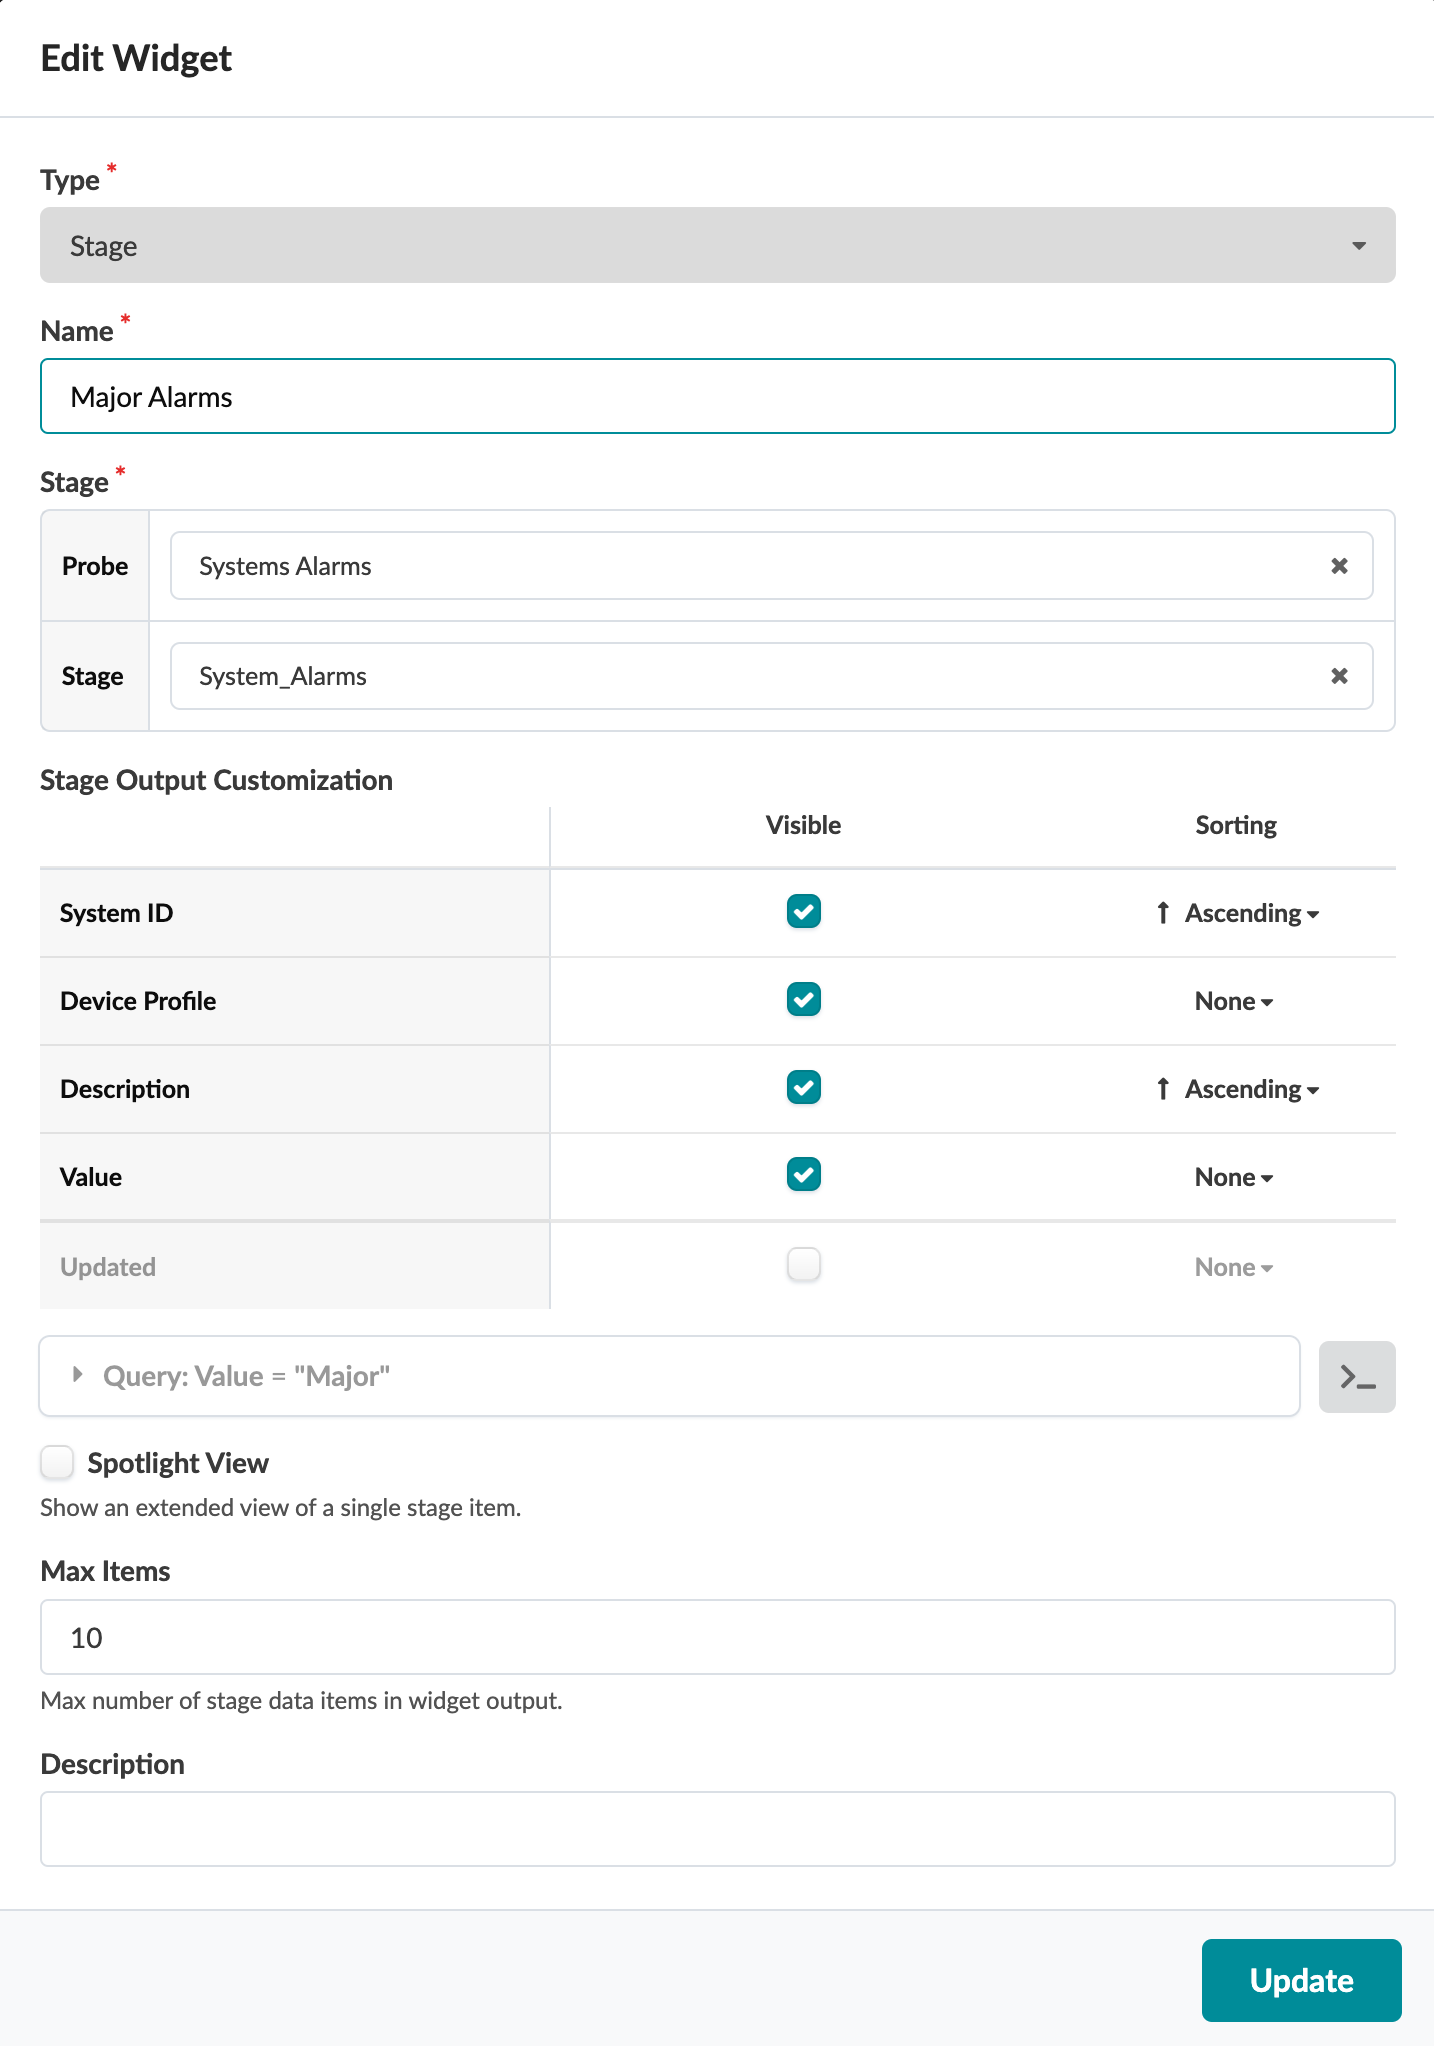 Edit Widget
Type *
Stage
Name *
Major Alarms
Stage *
Probe Systems Alarms
Stage System_Alarms
Stage Output Customization
Visible Sorting
System ID Ascending
Device Profile None
Description Ascending
Value None
Updated None
Query: Value = "Major"
Spotlight View
Show an extended view of a single stage item.
Max Items
10
Max number of stage data items in widget output.
Description
Update